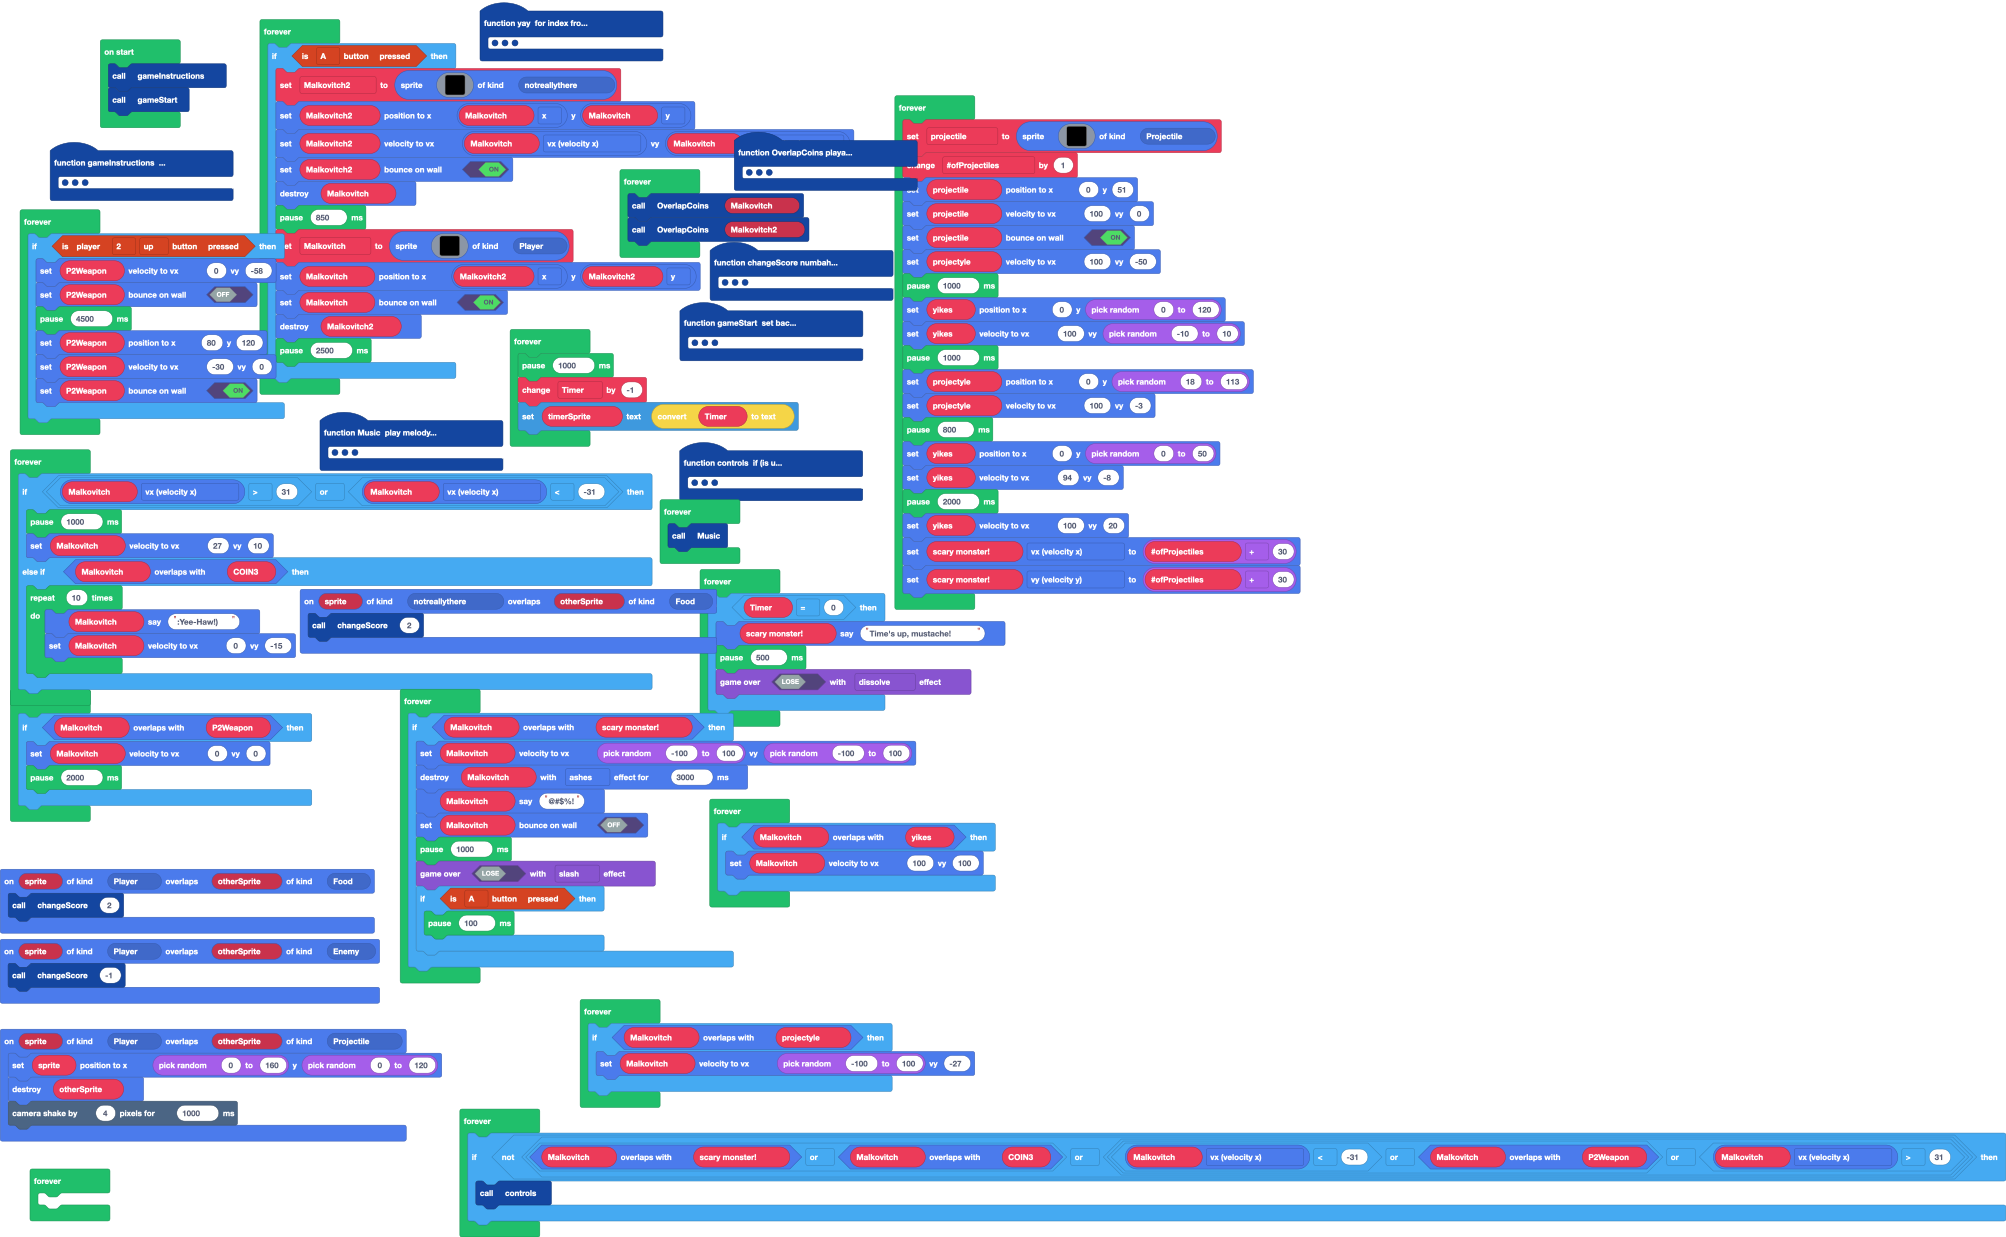 on start
call gameInstructions
call gameStart
function gameInstructions ...
forever
if is player 2 up button pressed then
set P2Weapon velocity to vx 0 vy -58
set P2Weapon bounce on wall OFF
pause 4500 ms
set P2Weapon position to x 80 y 120
set P2Weapon velocity to vx -30 vy 0
set P2Weapon bounce on wall ON
forever
if is A button pressed then
set Malkovitch2 to sprite of kind notreallythere
set Malkovitch2 position to x Malkovitch x y Malkovitch y
set Malkovitch2 velocity to vx Malkovitch vx (velocity x) vy Malkovitch
set Malkovitch2 bounce on wall ON
destroy Malkovitch
pause 850 ms
set Malkovitch to sprite of kind Player
set Malkovitch position to x Malkovitch2 x y Malkovitch2 y
set Malkovitch bounce on wall ON
destroy Malkovitch2
pause 2500 ms
function yay for index fro...
function OverlapCoins playa...
forever
call OverlapCoins Malkovitch
call OverlapCoins Malkovitch2
function changeScore numbah...
function gameStart set bac...
forever
pause 1000 ms
change Timer by -1
set timerSprite text convert Timer to text
function Music play melody...
function controls if (is u...
forever
call Music
forever
set projectile to sprite of kind Projectile
change #ofProjectiles by 1
set projectile position to x 0 y 51
set projectile velocity to vx 100 vy 0
set projectile bounce on wall ON
set projectyle velocity to vx 100 vy -50
pause 1000 ms
set yikes position to x 0 y pick random 0 to 120
set yikes velocity to vx 100 vy pick random -10 to 10
pause 1000 ms
set projectyle position to x 0 y pick random 18 to 113
set projectyle velocity to vx 100 vy -3
pause 800 ms
set yikes position to x 0 y pick random 0 to 50
set yikes velocity to vx 94 vy -8
pause 2000 ms
set yikes velocity to vx 100 vy 20
set scary monster! vx (velocity x) to #ofProjectiles + 30
set scary monster! vy (velocity y) to #ofProjectiles + 30
forever
if Malkovitch vx (velocity x) > 31 or Malkovitch vx (velocity x) < -31 then
pause 1000 ms
set Malkovitch velocity to vx 27 vy 10
else if Malkovitch overlaps with COIN3 then
repeat 10 times
do Malkovitch say ":Yee-Haw!)"
set Malkovitch velocity to vx 0 vy -15
on sprite of kind notreallythere overlaps otherSprite of kind Food
call changeScore 2
forever
Timer = 0 then
scary monster! say "Time's up, mustache!"
pause 500 ms
game over LOSE with dissolve effect
if Malkovitch overlaps with P2Weapon then
set Malkovitch velocity to vx 0 vy 0
pause 2000 ms
forever
if Malkovitch overlaps with scary monster! then
set Malkovitch velocity to vx pick random -100 to 100 vy pick random -100 to 100
destroy Malkovitch with ashes effect for 3000 ms
Malkovitch say "@#$%!"
set Malkovitch bounce on wall OFF
pause 1000 ms
game over LOSE with slash effect
if is A button pressed then
pause 100 ms
forever
if Malkovitch overlaps with yikes then
set Malkovitch velocity to vx 100 vy 100
on sprite of kind Player overlaps otherSprite of kind Food
call changeScore 2
on sprite of kind Player overlaps otherSprite of kind Enemy
call changeScore -1
on sprite of kind Player overlaps otherSprite of kind Projectile
set sprite position to x pick random 0 to 160 y pick random 0 to 120
destroy otherSprite
camera shake by 4 pixels for 1000 ms
forever
if Malkovitch overlaps with projectyle then
set Malkovitch velocity to vx pick random -100 to 100 vy -27
forever
if not Malkovitch overlaps with scary monster! or Malkovitch overlaps with COIN3 or Malkovitch vx (velocity x) < -31 or Malkovitch overlaps with P2Weapon or Malkovitch vx (velocity x) > 31 then
call controls
forever